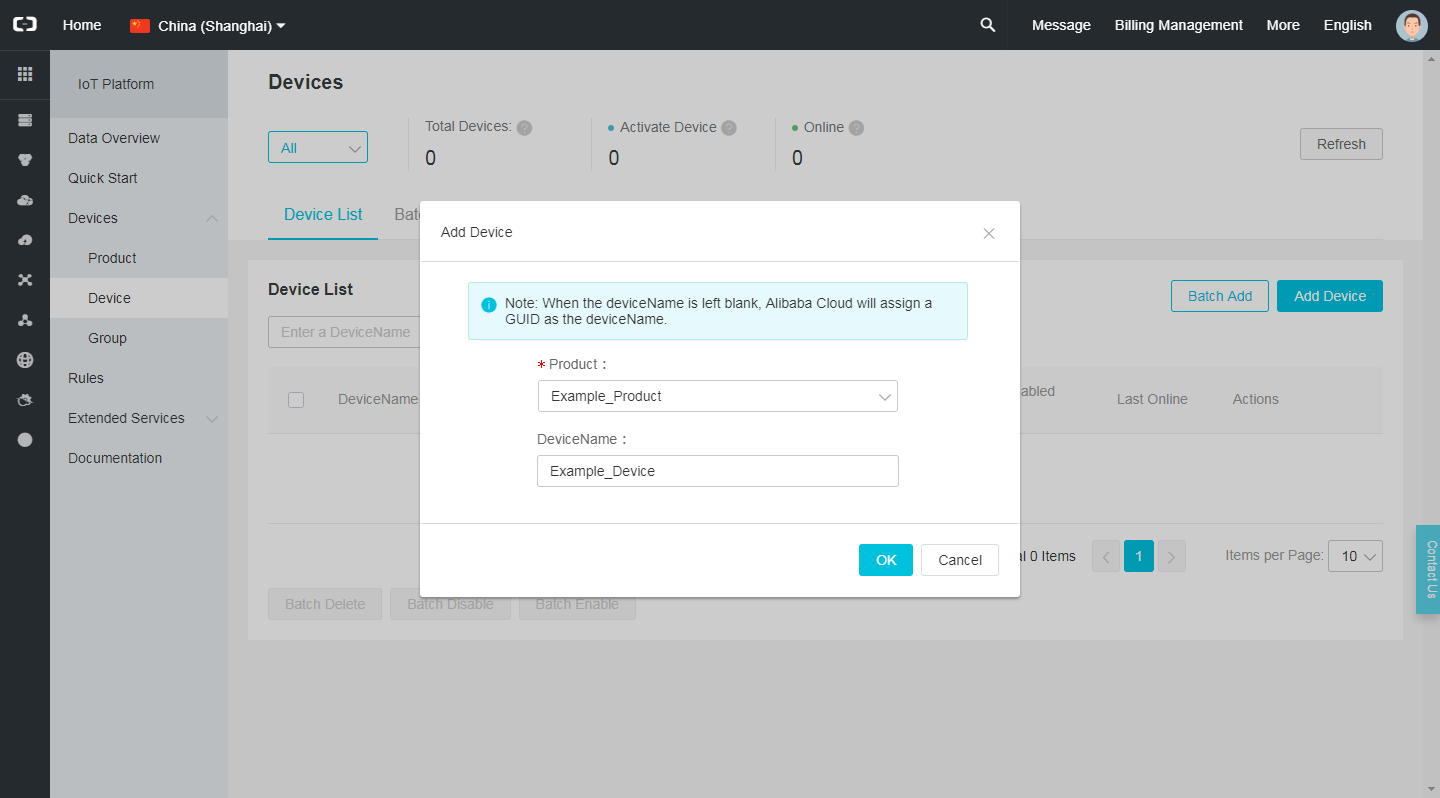 Home
China (Shanghai)
Message
Billing Management
More
English
IoT Platform
Data Overview
Quick Start
Devices
Product
Device
Group
Rules
Extended Services
Documentation
Devices
All
Total Devices: ?
0
Activate Device ?
0
Online ?
0
Refresh
Device List
Device List
Enter a DeviceName
Batch Add
Add Device
DeviceName
Last Online
Actions
Add Device
Note: When the deviceName is left blank, Alibaba Cloud will assign a
GUID as the deviceName.
* Product :
Example_Product
DeviceName :
Example_Device
OK
Cancel
0 Items
1
Items per Page:
10
Batch Delete
Batch Disable
Batch Enable
Contact Us